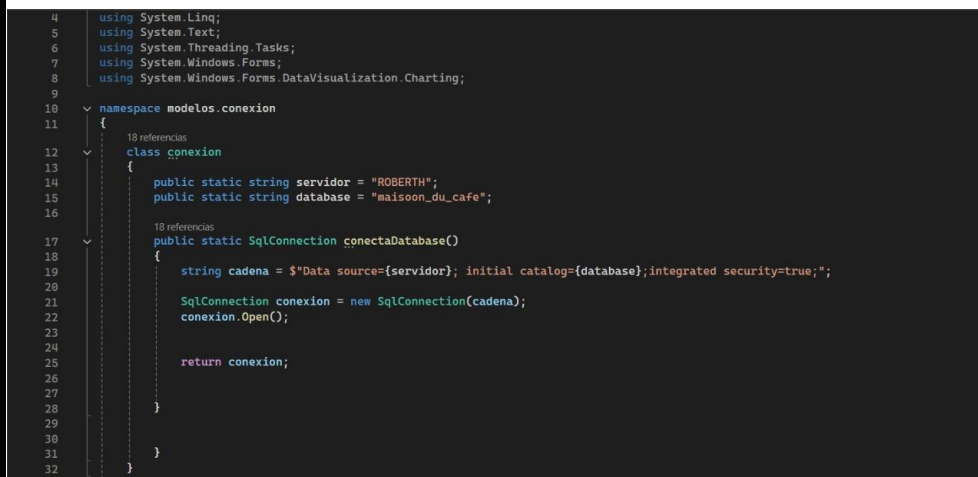 4 using System.Linq;
5 using System.Text;
6 using System.Threading.Tasks;
7 using System.Windows.Forms;
8 using System.Windows.Forms.DataVisualization.Charting;
9
10 namespace modelos.conexion
11 {
18 referencias
12 class conexion
13 {
14 public static string servidor = "ROBERTH";
15 public static string database = "maisoon_du_cafe";
16
18 referencias
17 public static SqlConnection conectaDatabase()
18 {
19 string cadena = $"Data source={servidor}; initial catalog={database};integrated security=true;";
20
21 SqlConnection conexion = new SqlConnection(cadena);
22 conexion.Open();
23
24
25 return conexion;
26
27
28 }
29
30
31 }
32 }